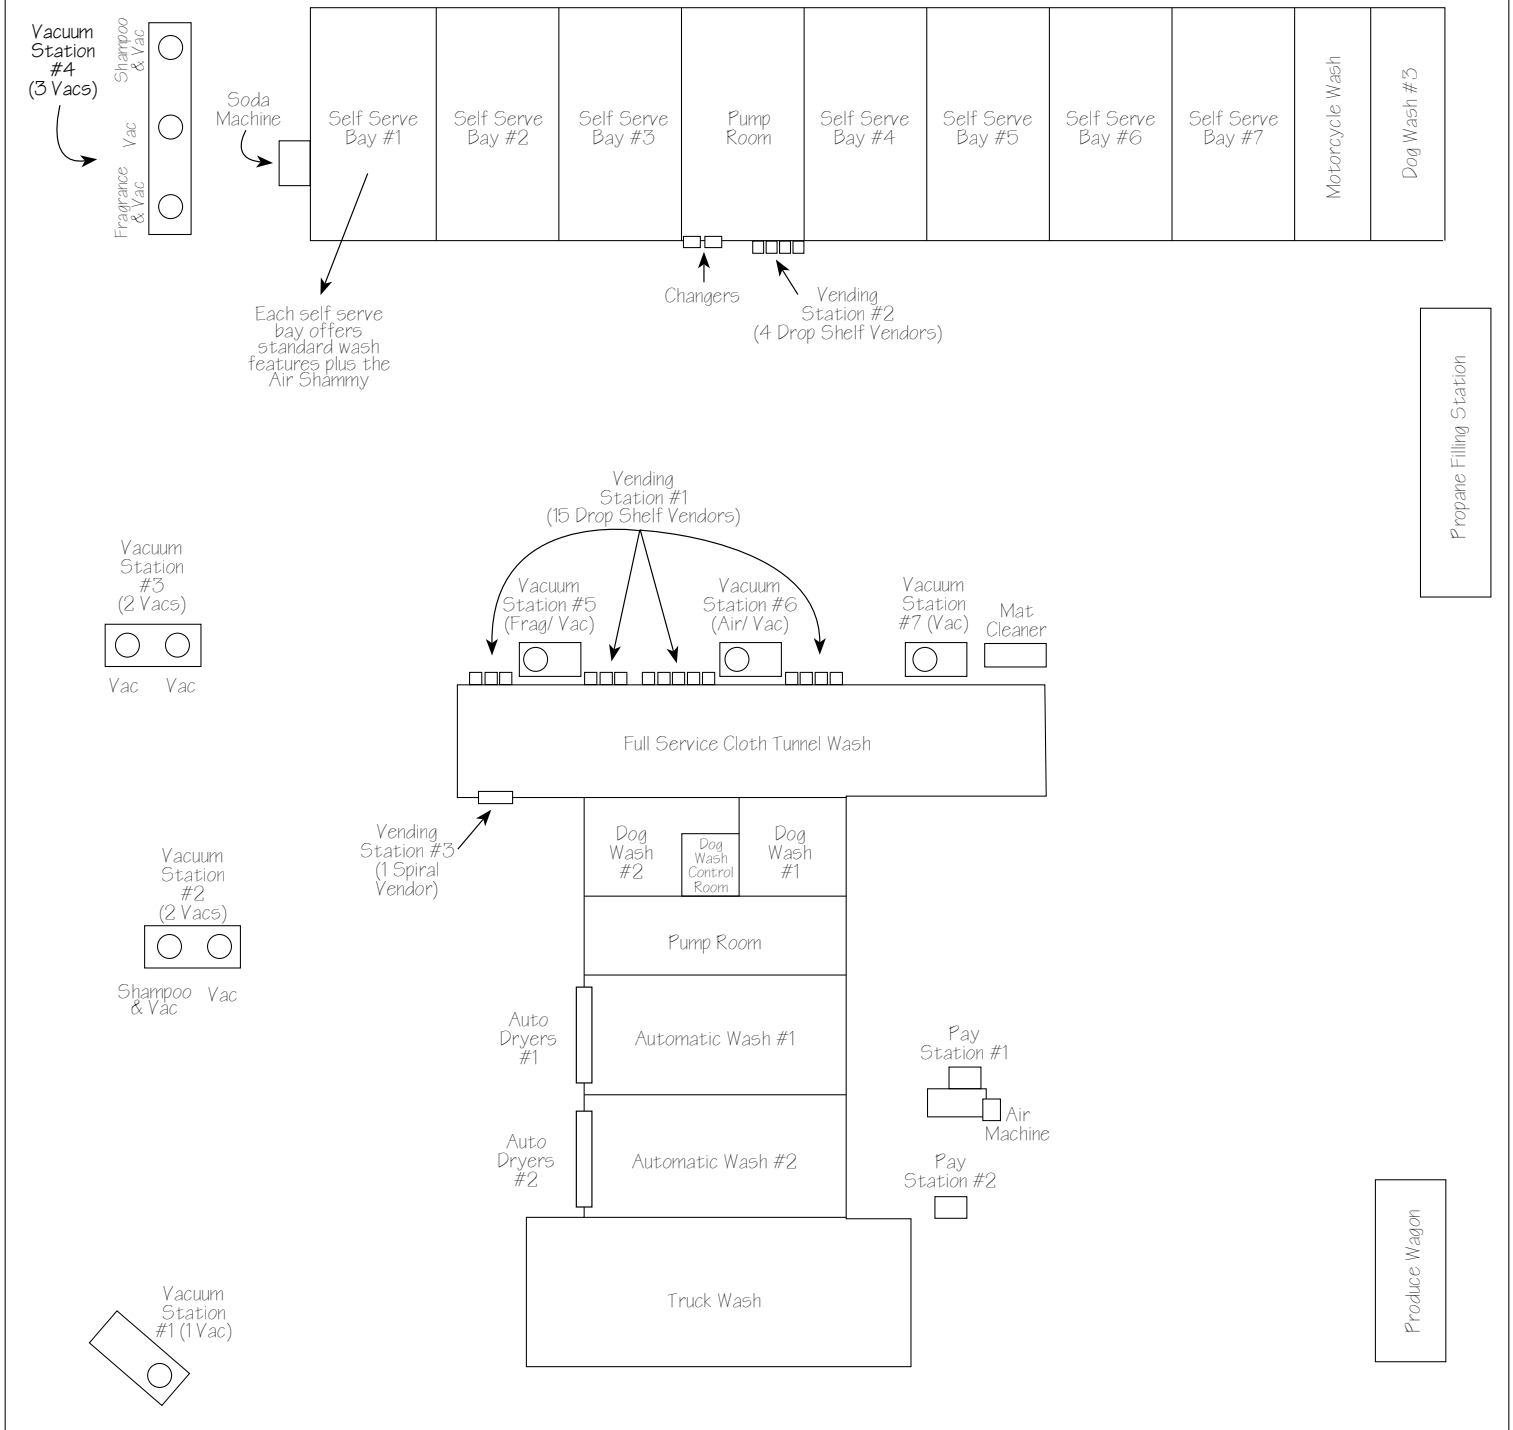 Vacuum
Station
#4
(3 Vacs)
Shampoo
& Vac
Vac
Fragrance
& Vac
Soda
Machine
Self Serve
Bay #1
Self Serve
Bay #2
Self Serve
Bay #3
Pump
Room
Self Serve
Bay #4
Self Serve
Bay #5
Self Serve
Bay #6
Self Serve
Bay #7
Motorcycle Wash
Dog Wash #3
Each self serve
bay offers
standard wash
features plus the
Air Shammy
Changers
Vending
Station #2
(4 Drop Shelf Vendors)
Propane Filling Station
Vending
Station #1
(15 Drop Shelf Vendors)
Vacuum
Station
#3
(2 Vacs)
Vac
Vac
Vacuum
Station #5
(Frag/ Vac)
Vacuum
Station #6
(Air/ Vac)
Vacuum
Station
#7 (Vac)
Mat
Cleaner
Full Service Cloth Tunnel Wash
Vending
Station #3
(1 Spiral
Vendor)
Dog
Wash
#2
Dog
Wash
Control
Room
Dog
Wash
#1
Vacuum
Station
#2
(2 Vacs)
Shampoo
& Vac
Vac
Pump Room
Auto
Dryers
#1
Automatic Wash #1
Pay
Station #1
Air
Machine
Auto
Dryers
#2
Automatic Wash #2
Pay
Station #2
Truck Wash
Produce Wagon
Vacuum
Station
#1 (1 Vac)